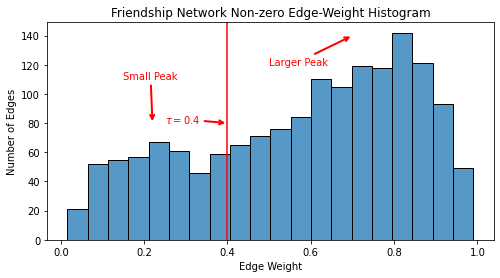 Friendship Network Non-zero Edge-Weight Histogram
140
120
100
80
60
40
20
0
Number of Edges
Small Peak
τ = 0.4
Larger Peak
0.0 0.2 0.4 0.6 0.8 1.0
Edge Weight